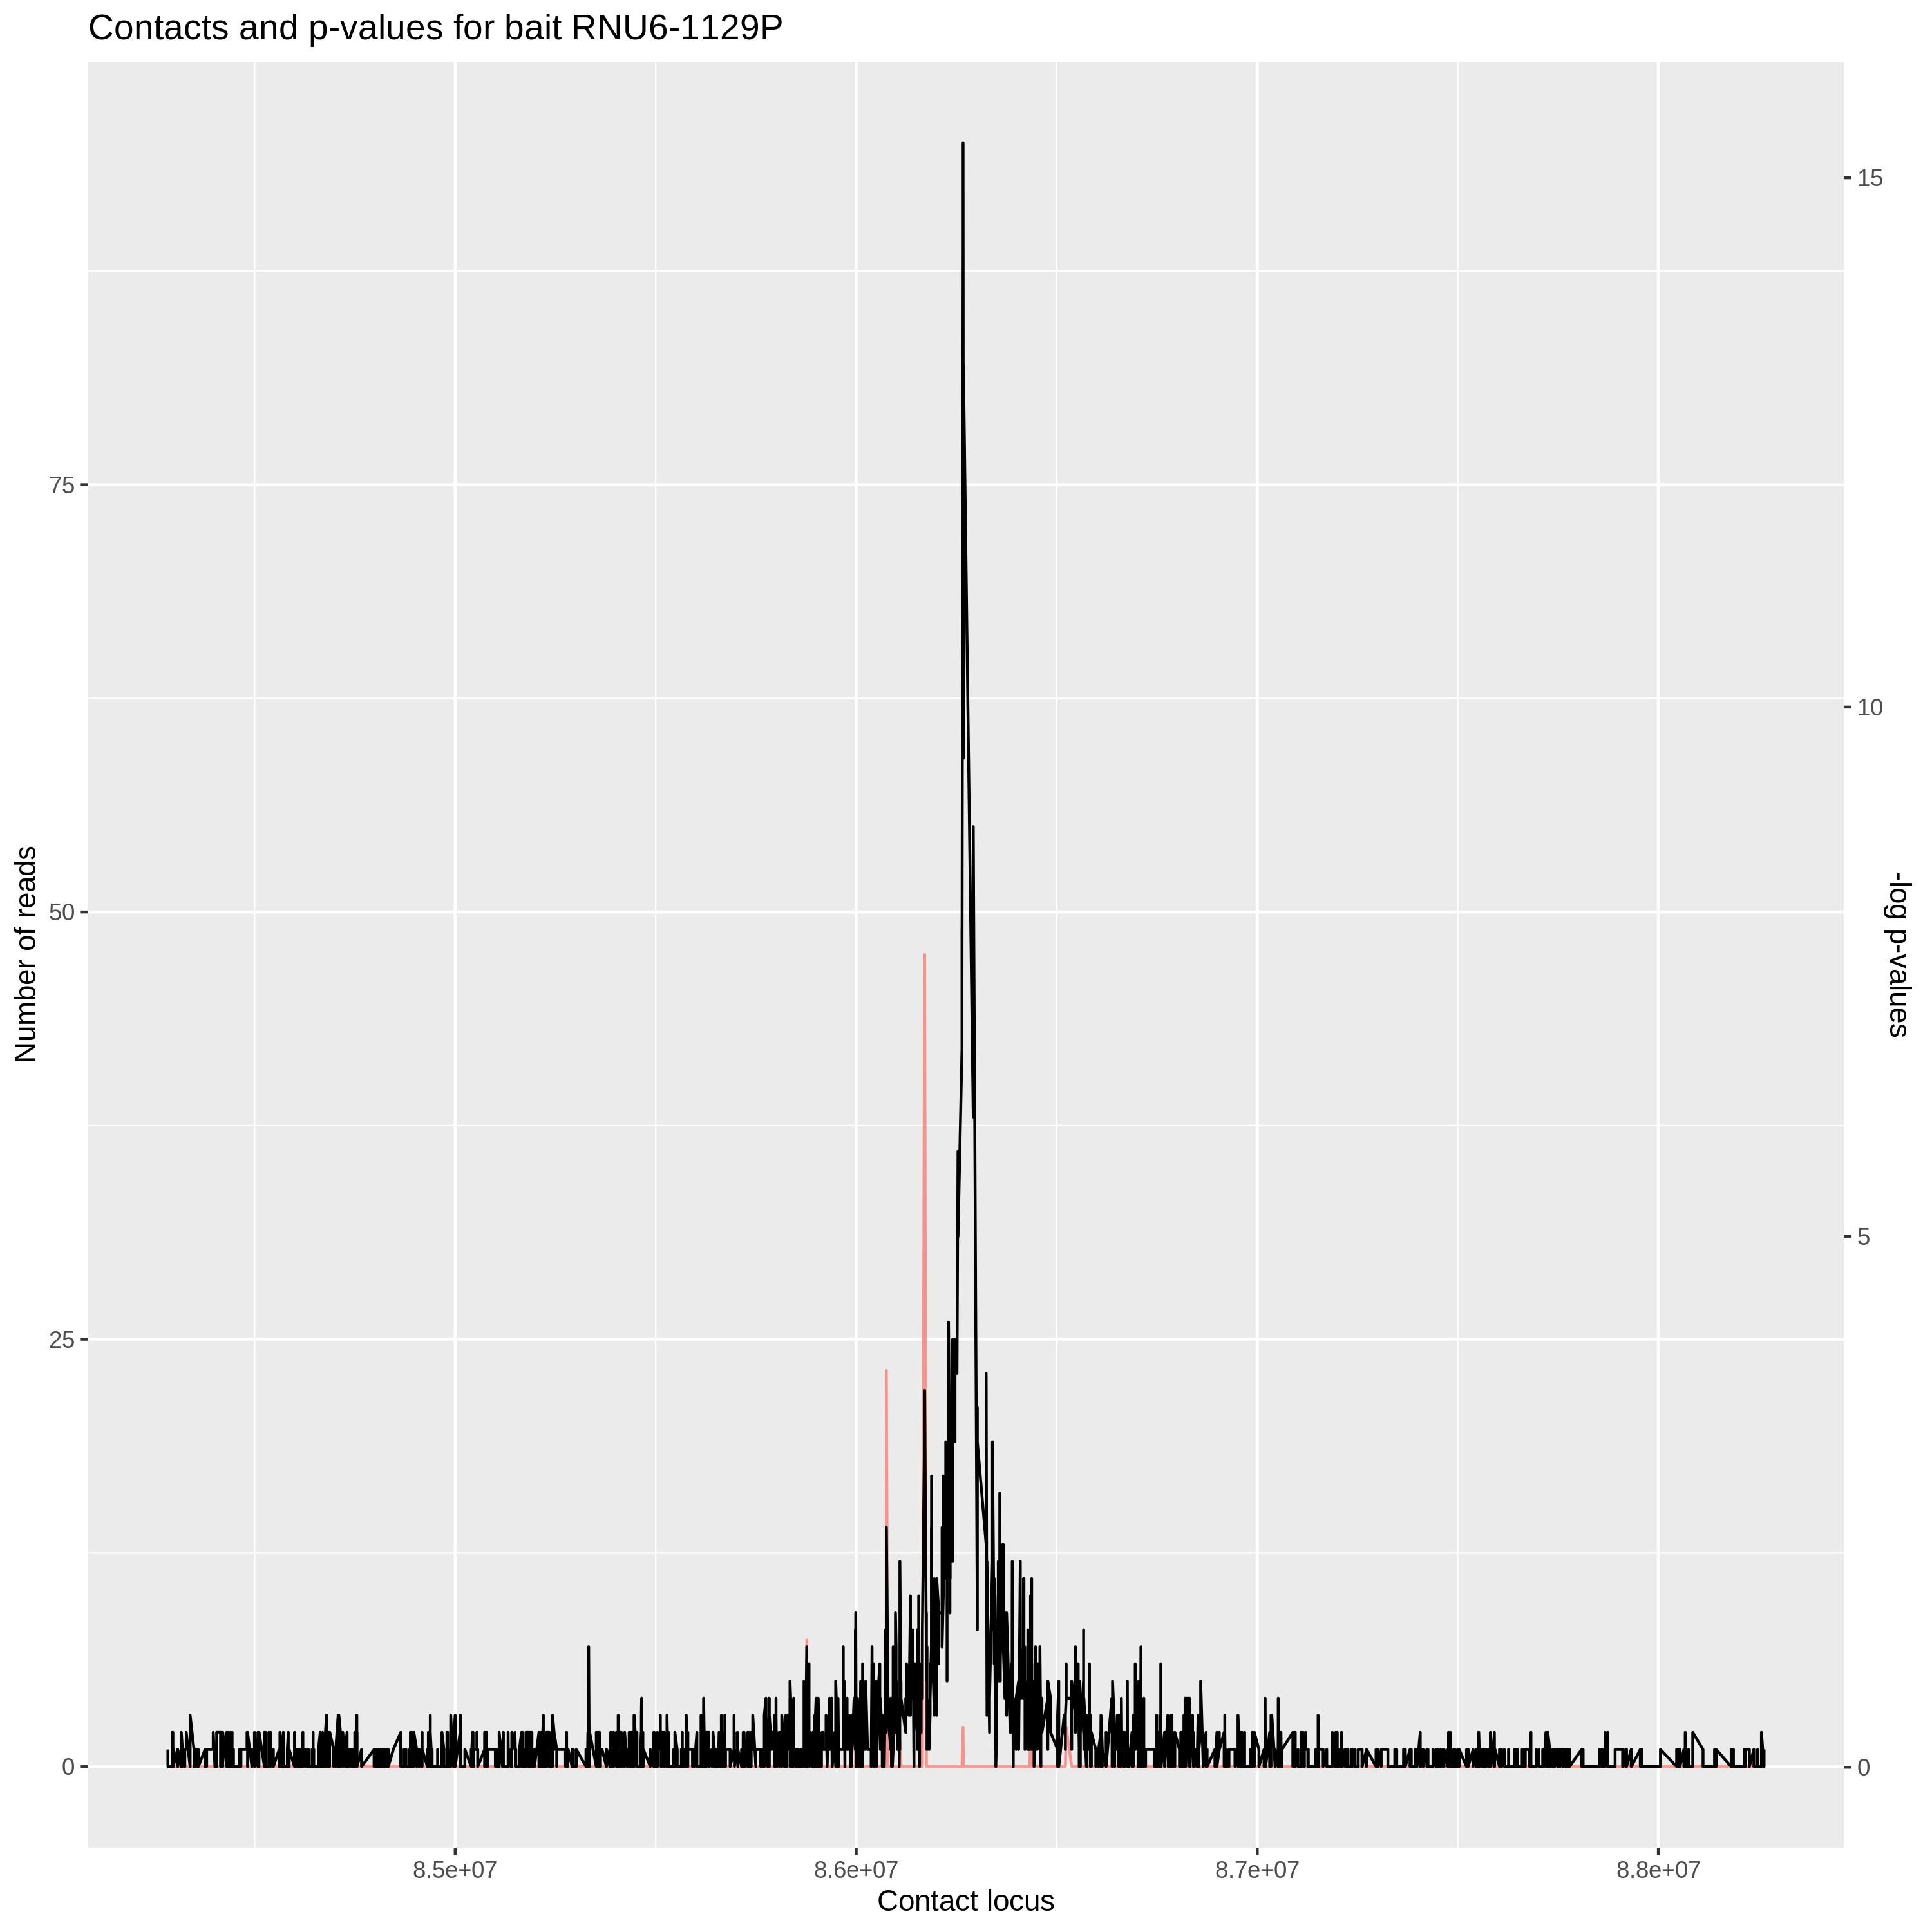 Contacts and p-values for bait RNU6-1129P
15
75
10
Number of reads
-log p-values
50
5
25
0
0
8.5e+07
8.6e+07
8.7e+07
8.8e+07
Contact locus